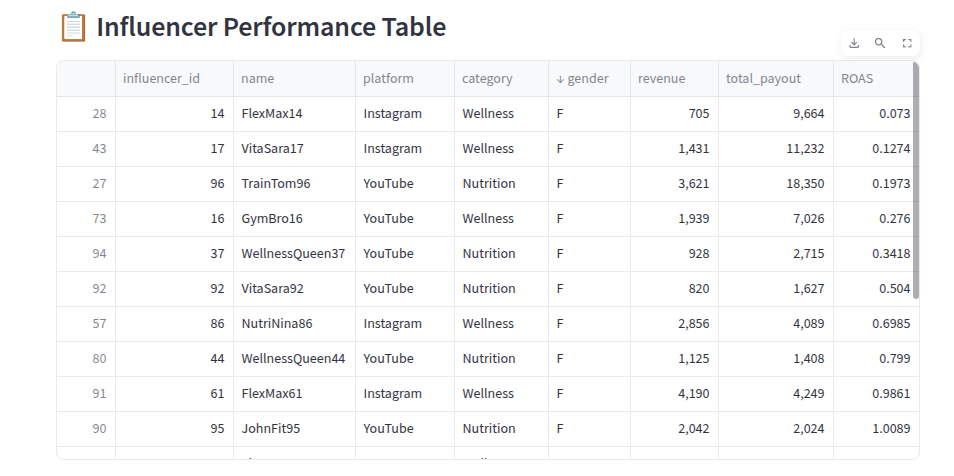 📋 Influencer Performance Table
influencer_id name platform category ↓ gender revenue total_payout ROAS
28 14 FlexMax14 Instagram Wellness F 705 9,664 0.073
43 17 VitaSara17 Instagram Wellness F 1,431 11,232 0.1274
27 96 TrainTom96 YouTube Nutrition F 3,621 18,350 0.1973
73 16 GymBro16 YouTube Wellness F 1,939 7,026 0.276
94 37 WellnessQueen37 YouTube Nutrition F 928 2,715 0.3418
92 92 VitaSara92 YouTube Nutrition F 820 1,627 0.504
57 86 NutriNina86 Instagram Wellness F 2,856 4,089 0.6985
80 44 WellnessQueen44 YouTube Nutrition F 1,125 1,408 0.799
91 61 FlexMax61 Instagram Wellness F 4,190 4,249 0.9861
90 95 JohnFit95 YouTube Nutrition F 2,042 2,024 1.0089